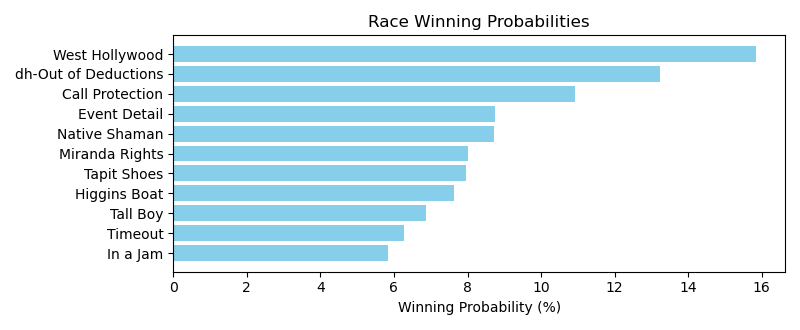 Race Winning Probabilities
West Hollywood
dh-Out of Deductions
Call Protection
Event Detail
Native Shaman
Miranda Rights
Tapit Shoes
Higgins Boat
Tall Boy
Timeout
In a Jam
0 2 4 6 8 10 12 14 16
Winning Probability (%)